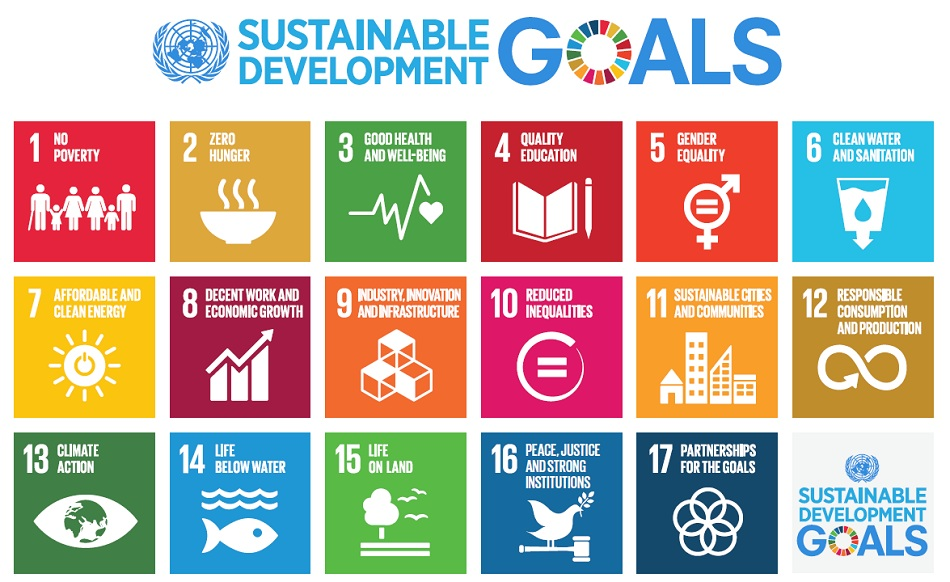 SUSTAINABLE
DEVELOPMENT
GOALS
1 NO
POVERTY
2 ZERO
HUNGER
3 GOOD HEALTH
AND WELL-BEING
4 QUALITY
EDUCATION
5 GENDER
EQUALITY
6 CLEAN WATER
AND SANITATION
7 AFFORDABLE AND
CLEAN ENERGY
8 DECENT WORK AND
ECONOMIC GROWTH
9 INDUSTRY, INNOVATION
AND INFRASTRUCTURE
10 REDUCED
INEQUALITIES
11 SUSTAINABLE CITIES
AND COMMUNITIES
12 RESPONSIBLE
CONSUMPTION
AND PRODUCTION
13 CLIMATE
ACTION
14 LIFE
BELOW WATER
15 LIFE
ON LAND
16 PEACE, JUSTICE
AND STRONG
INSTITUTIONS
17 PARTNERSHIPS
FOR THE GOALS
SUSTAINABLE
DEVELOPMENT
GOALS